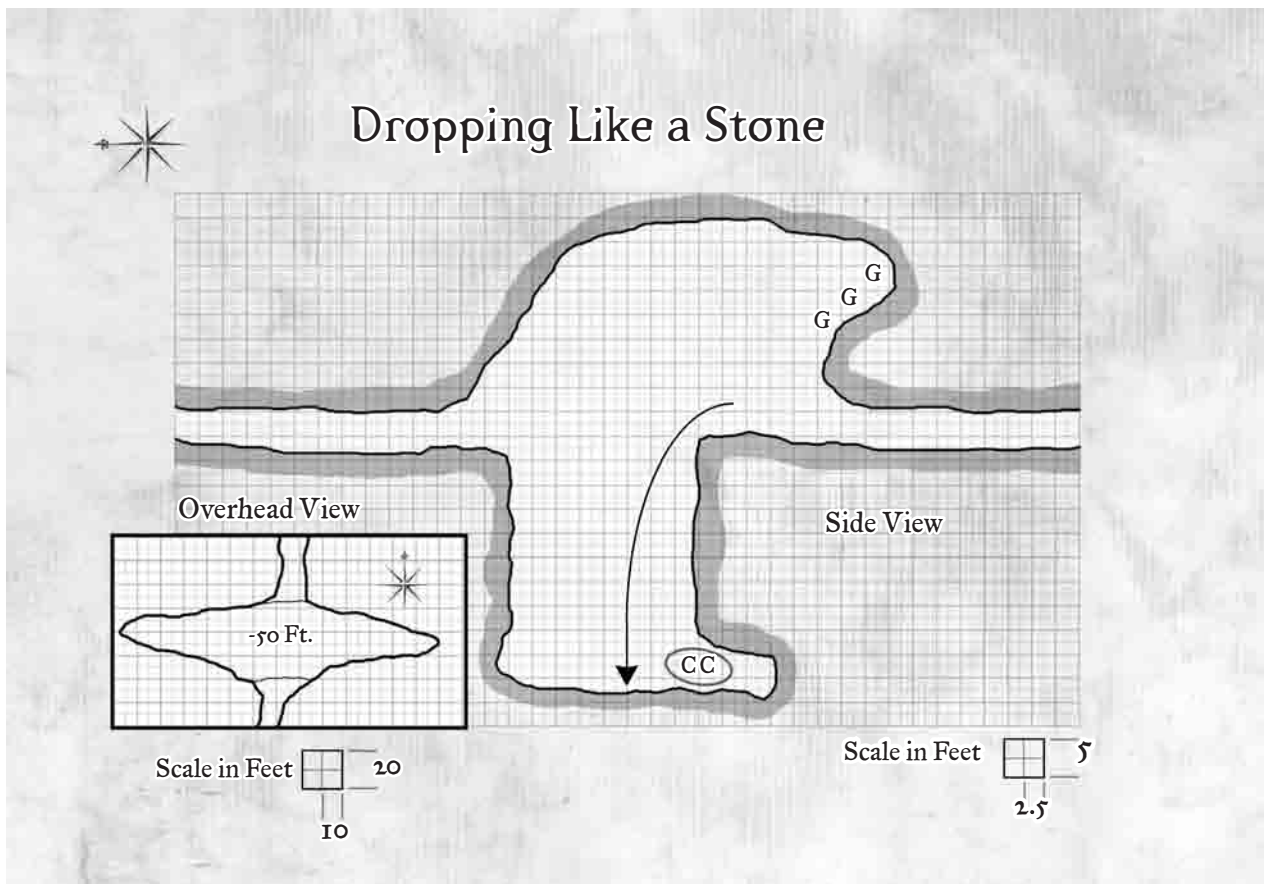 Dropping Like a Stone
G
G
G
Overhead View
Side View
-50 Ft.
CC
Scale in Feet
20
10
Scale in Feet
5
2.5